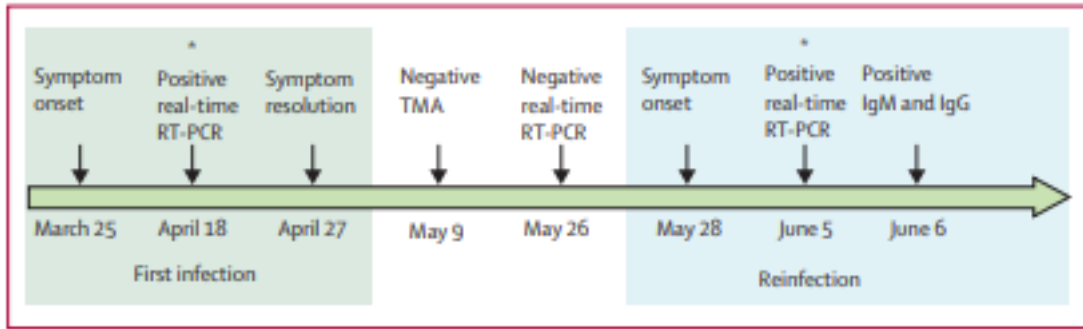 *
*
Symptom
onset
Positive
real-time
RT-PCR
Symptom
resolution
Negative
TMA
Negative
real-time
RT-PCR
Symptom
onset
Positive
real-time
RT-PCR
Positive
IgM and IgG
March 25
April 18
April 27
May 9
May 26
May 28
June 5
June 6
First infection
Reinfection